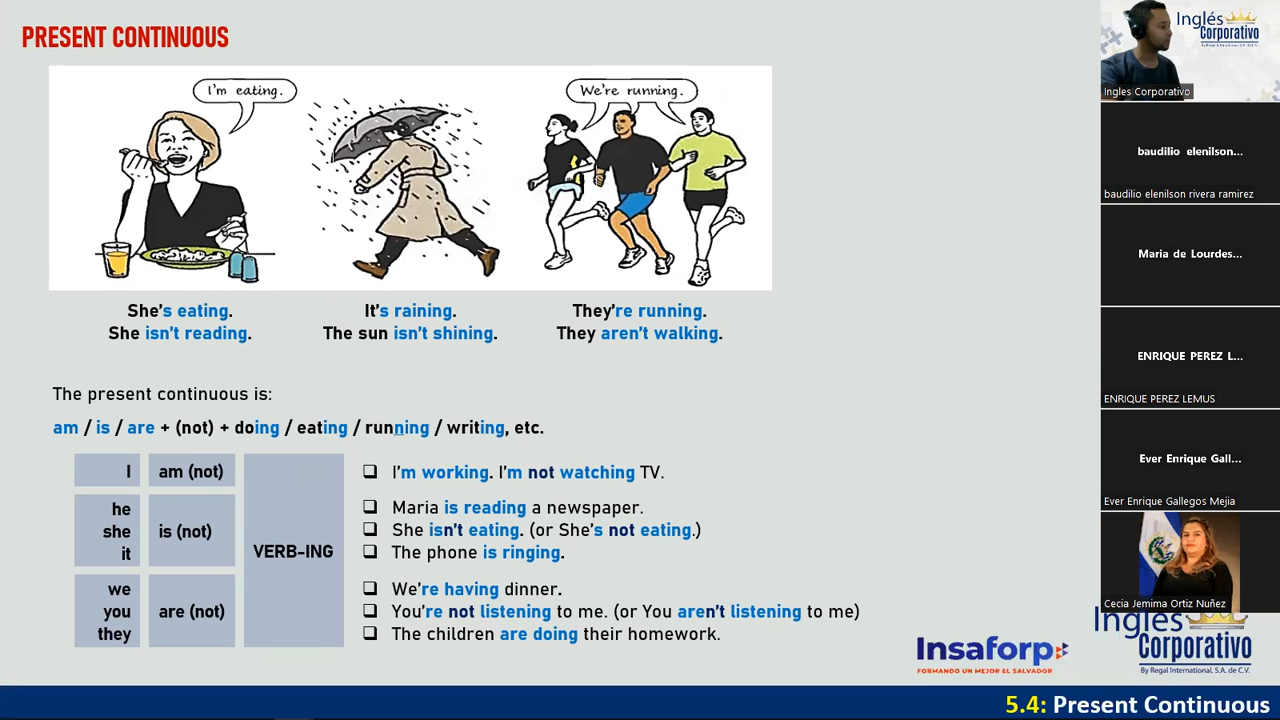 PRESENT CONTINUOUS
I'm eating.
We're running.
She's eating.
She isn't reading.
It's raining.
The sun isn't shining.
They're running.
They aren't walking.
The present continuous is:
am / is / are + (not) + doing / eating / running / writing, etc.
I
am (not)
he
she
it
is (not)
we
you
they
are (not)
VERB-ING
❑ I'm working. I'm not watching TV.
❑ Maria is reading a newspaper.
❑ She isn't eating. (or She's not eating.)
❑ The phone is ringing.
❑ We're having dinner.
❑ You're not listening to me. (or You aren't listening to me)
❑ The children are doing their homework.
Insaforp
FORMANDO UN MEJOR EL SALVADOR
Inglés
Corporativo
By Regal International, S.A. de C.V.
5.4: Present Continuous
Inglés
Corporativo
By Regal International, S.A. de C.V.
Ingles Corporativo
baudilio elenilson...
baudilio elenilson rivera ramirez
Maria de Lourdes...
ENRIQUE PEREZ L...
ENRIQUE PEREZ LEMUS
Ever Enrique Gall...
Ever Enrique Gallegos Mejia
Cecia Jemima Ortiz Nuñez